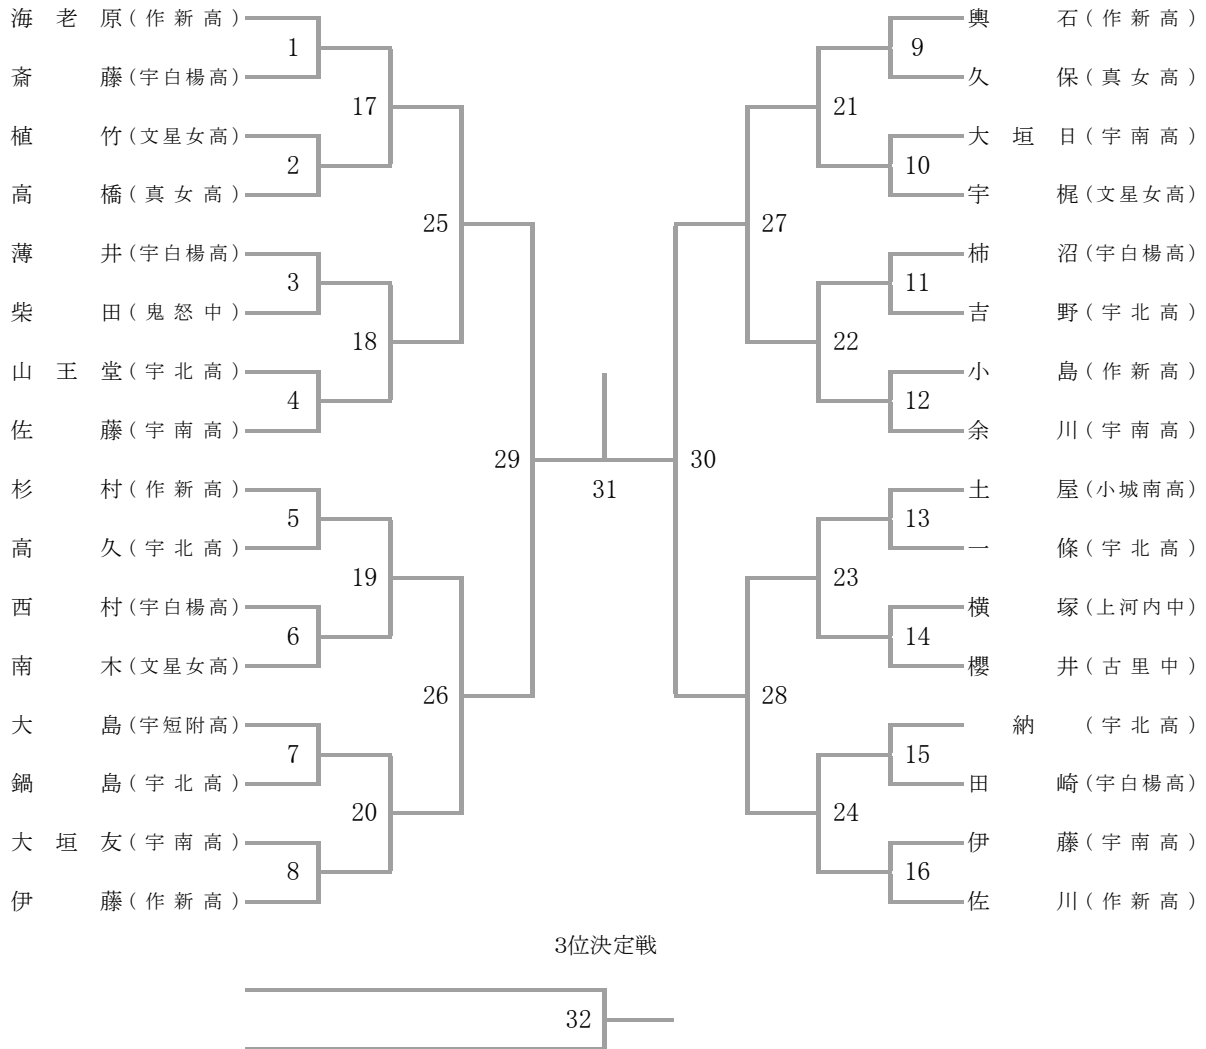 海老原(作新高)
1
斎藤(宇白楊高)
17
植竹(文星女高)
2
高橋(真女高)
25
薄井(宇白楊高)
3
柴田(鬼怒中)
18
山王堂(宇北高)
4
佐藤(宇南高)
29
杉村(作新高)
5
高久(宇北高)
19
西村(宇白楊高)
6
南木(文星女高)
26
大島(宇短附高)
7
鍋島(宇北高)
20
大垣友(宇南高)
8
伊藤(作新高)
31
輿石(作新高)
9
久保(真女高)
21
大垣日(宇南高)
10
宇梶(文星女高)
27
柿沼(宇白楊高)
11
吉野(宇北高)
22
小島(作新高)
12
余川(宇南高)
30
土屋(小城南高)
13
一條(宇北高)
23
横塚(上河内中)
14
櫻井(古里中)
28
納(宇北高)
15
田崎(宇白楊高)
24
伊藤(宇南高)
16
佐川(作新高)
3位決定戦
32